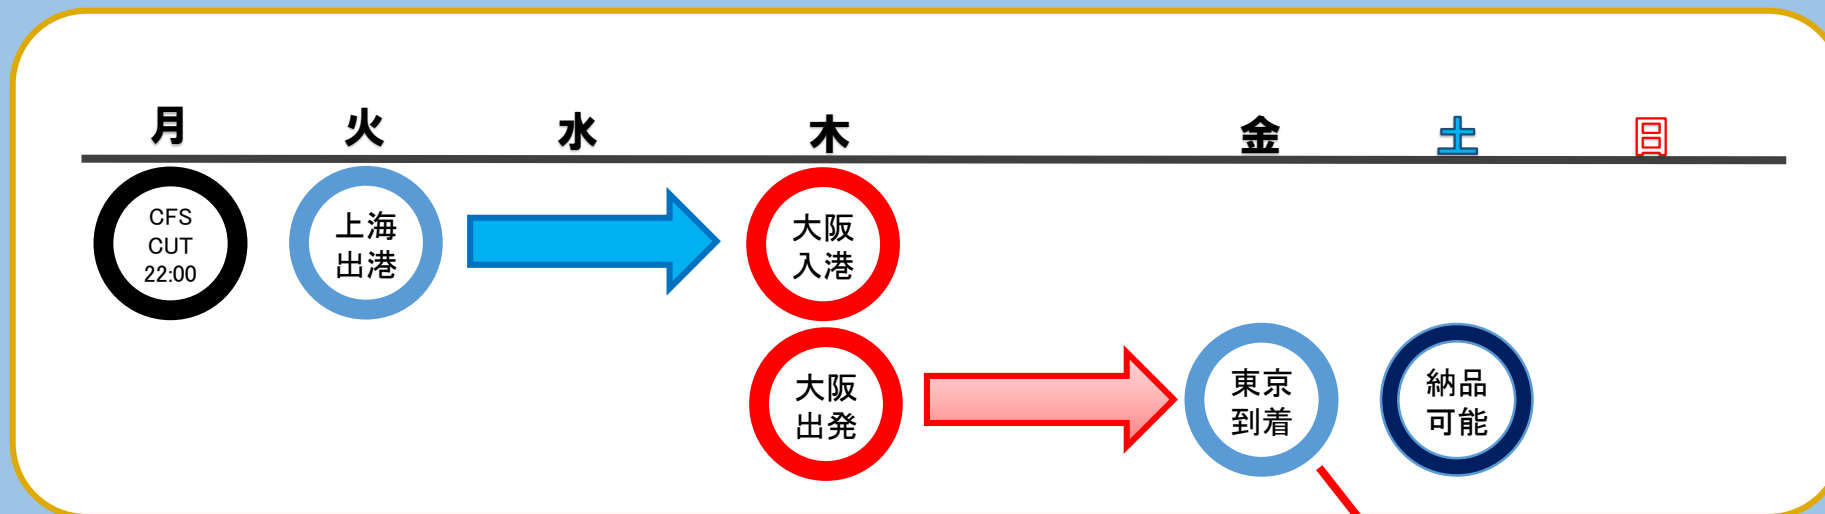 月 火 水 木 金 土 日
CFS
CUT
22:00
上海
出港
大阪
入港
大阪
出発
東京
到着
納品
可能